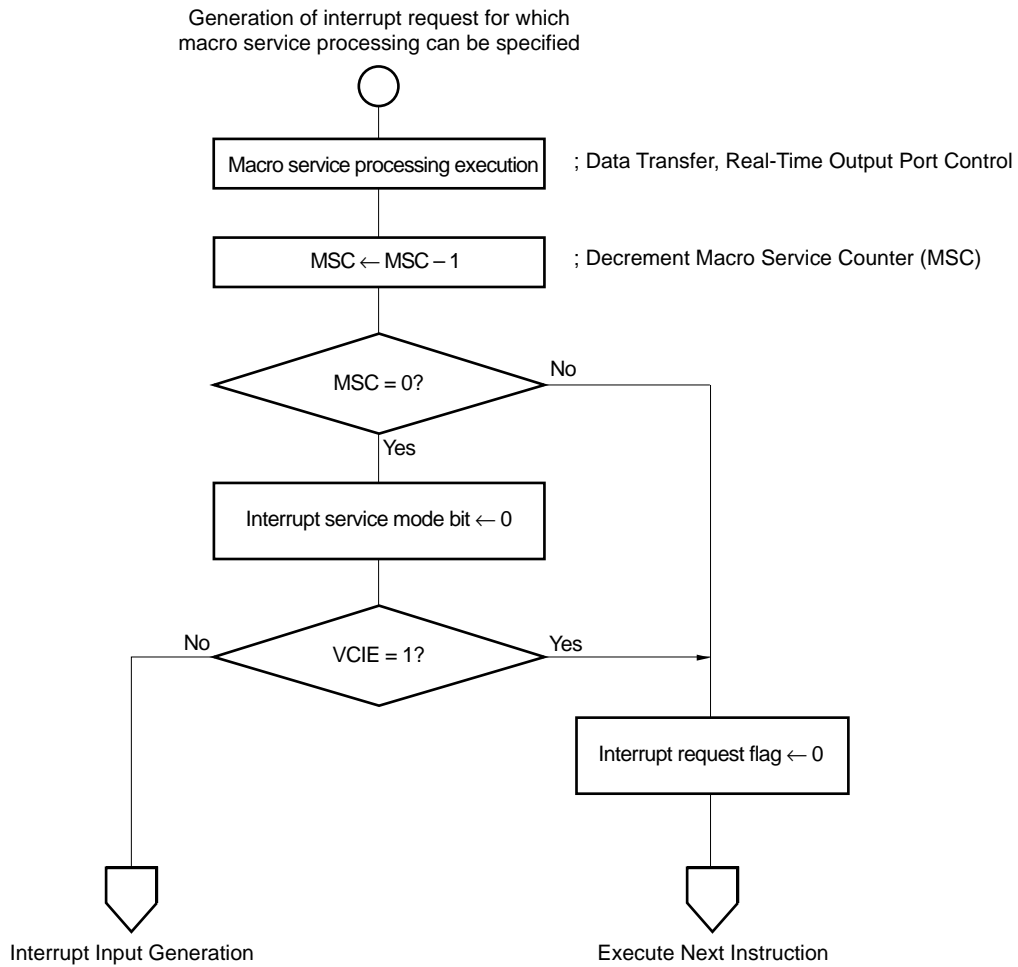 Generation of interrupt request for which
macro service processing can be specified
Macro service processing execution
; Data Transfer, Real-Time Output Port Control
MSC ← MSC – 1
; Decrement Macro Service Counter (MSC)
MSC = 0?
No
Yes
Interrupt service mode bit ← 0
No
VCIE = 1?
Yes
Interrupt request flag ← 0
Interrupt Input Generation
Execute Next Instruction